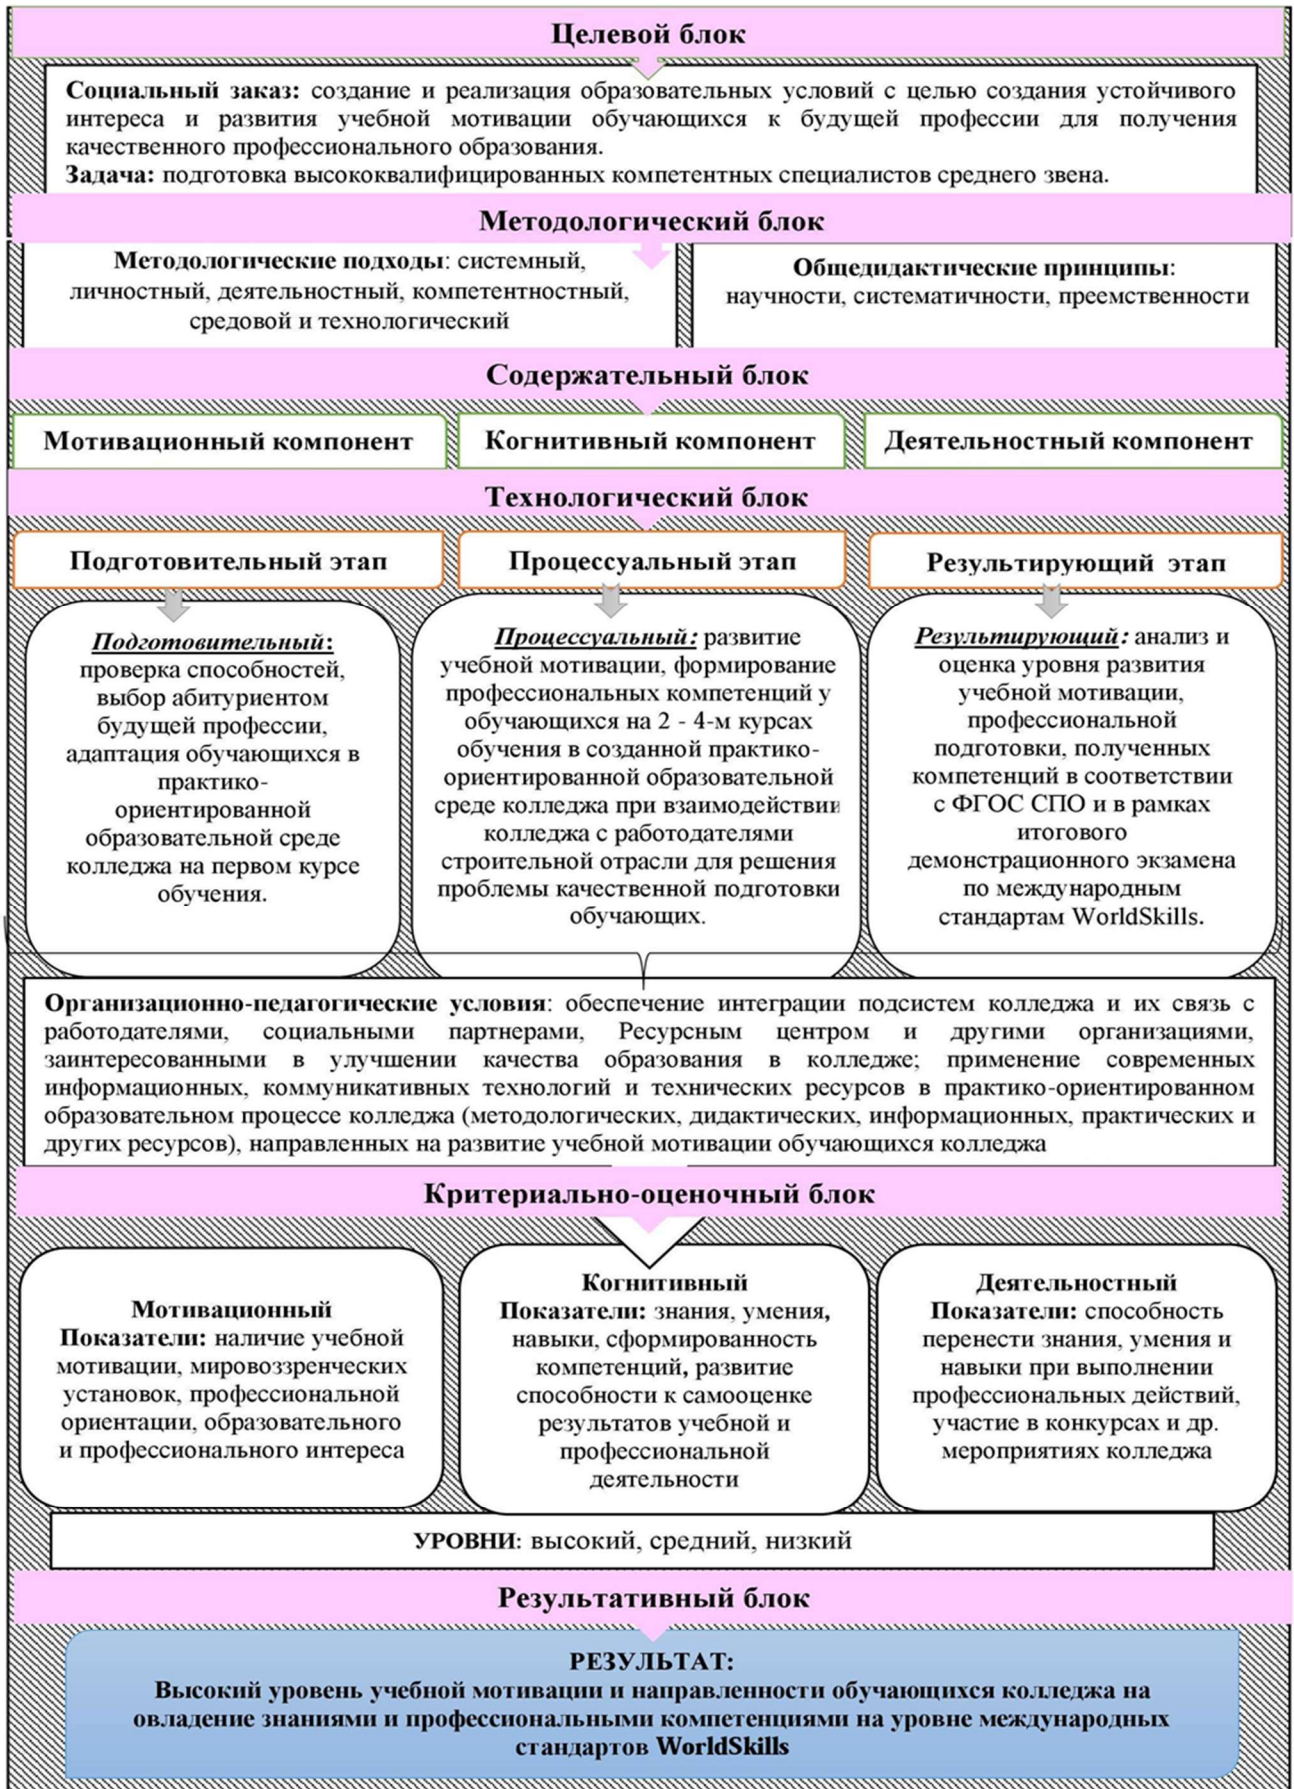 Целевой блок
Социальный заказ: создание и реализация образовательных условий с целью создания устойчивого
интереса и развития учебной мотивации обучающихся к будущей профессии для получения
качественного профессионального образования.
Задача: подготовка высококвалифицированных компетентных специалистов среднего звена.
Методологический блок
Методологические подходы: системный,
личностный, деятельностный, компетентностный,
средовой и технологический
Общедидактические принципы:
научности, систематичности, преемственности
Содержательный блок
Мотивационный компонент
Когнитивный компонент
Деятельностный компонент
Технологический блок
Подготовительный этап
Процессуальный этап
Результирующий этап
Подготовительный:
проверка способностей,
выбор абитуриентом
будущей профессии,
адаптация обучающихся в
практико-
ориентированной
образовательной среде
колледжа на первом курсе
обучения.
Процессуальный: развитие
учебной мотивации, формирование
профессиональных компетенций у
обучающихся на 2 - 4-м курсах
обучения в созданной практико-
ориентированной образовательной
среде колледжа при взаимодействии
колледжа с работодателями
строительной отрасли для решения
проблемы качественной подготовки
обучающих.
Результирующий: анализ и
оценка уровня развития
учебной мотивации,
профессиональной
подготовки, полученных
компетенций в соответствии
с ФГОС СПО и в рамках
итогового
демонстрационного экзамена
по международным
стандартам WorldSkills.
Организационно-педагогические условия: обеспечение интеграции подсистем колледжа и их связь с
работодателями, социальными партнерами, Ресурсным центром и другими организациями,
заинтересованными в улучшении качества образования в колледже; применение современных
информационных, коммуникативных технологий и технических ресурсов в практико-ориентированном
образовательном процессе колледжа (методологических, дидактических, информационных, практических и
других ресурсов), направленных на развитие учебной мотивации обучающихся колледжа
Критериально-оценочный блок
Мотивационный
Показатели: наличие учебной
мотивации, мировоззренческих
установок, профессиональной
ориентации, образовательного
и профессионального интереса
Когнитивный
Показатели: знания, умения,
навыки, сформированность
компетенций, развитие
способности к самооценке
результатов учебной и
профессиональной
деятельности
Деятельностный
Показатели: способность
перенести знания, умения и
навыки при выполнении
профессиональных действий,
участие в конкурсах и др.
мероприятиях колледжа
УРОВНИ: высокий, средний, низкий
Результативный блок
РЕЗУЛЬТАТ:
Высокий уровень учебной мотивации и направленности обучающихся колледжа на
овладение знаниями и профессиональными компетенциями на уровне международных
стандартов WorldSkills